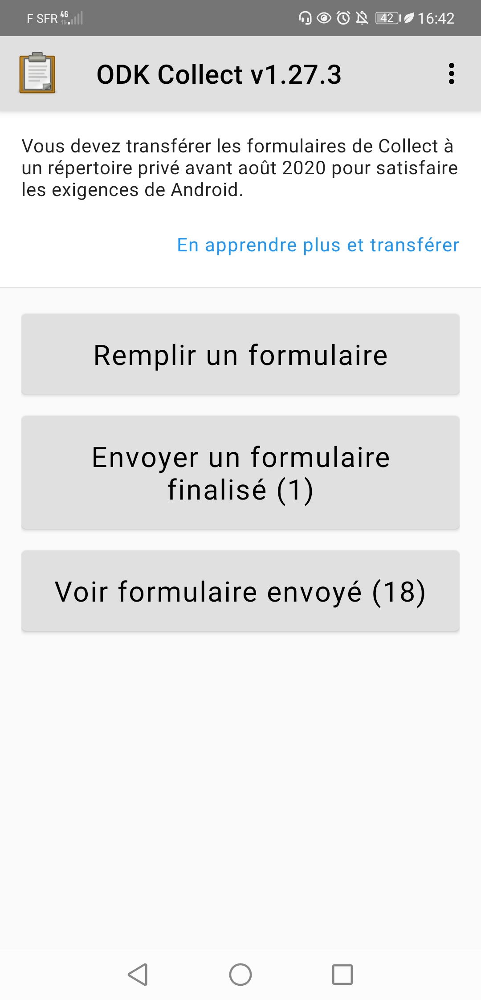 F SFR 4G 42 16:42
ODK Collect v1.27.3
Vous devez transférer les formulaires de Collect à
un répertoire privé avant août 2020 pour satisfaire
les exigences de Android.
En apprendre plus et transférer
Remplir un formulaire
Envoyer un formulaire
finalisé (1)
Voir formulaire envoyé (18)